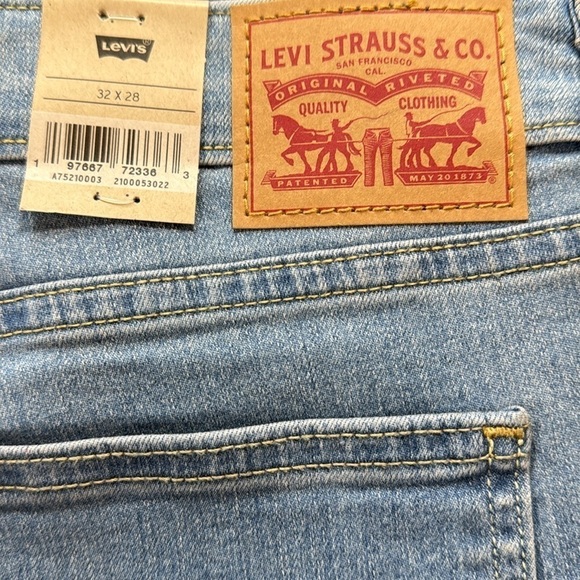 Levi's
32 X 28
1 97667 72336 3
A75210003 2100053022
LEVI STRAUSS & CO.
SAN FRANCISCO
CAL.
ORIGINAL RIVETED
QUALITY CLOTHING
PATENTED MAY 20 1873
®